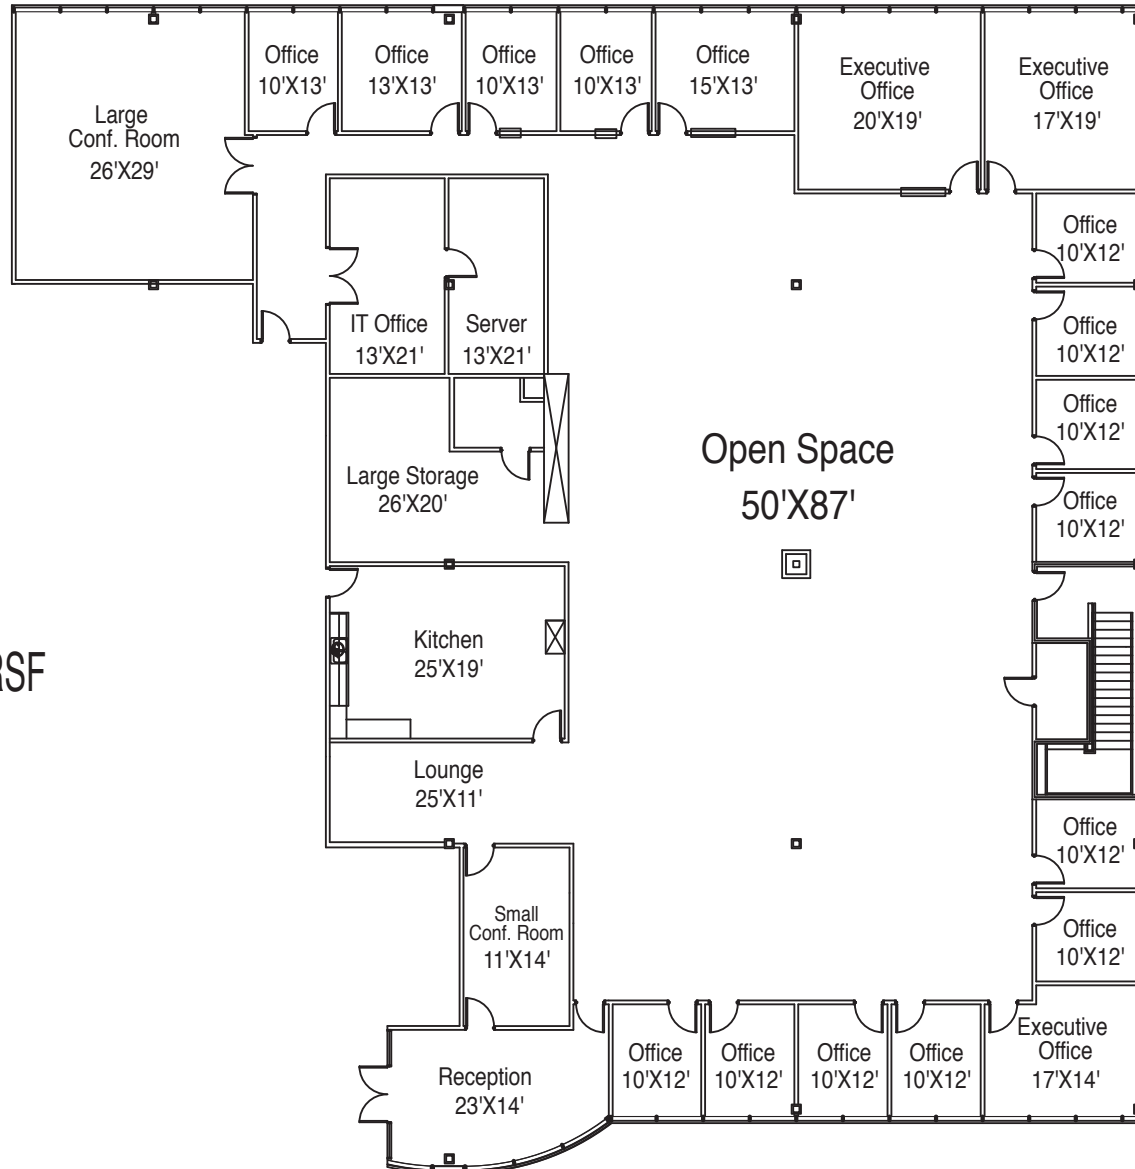 Large
Conf. Room
26'X29'
Office
10'X13'
Office
13'X13'
Office
10'X13'
Office
10'X13'
Office
15'X13'
Executive
Office
20'X19'
Executive
Office
17'X19'
Office
10'X12'
IT Office
13'X21'
Server
13'X21'
Office
10'X12'
Office
10'X12'
Open Space
50'X87'
Large Storage
26'X20'
Office
10'X12'
Kitchen
25'X19'
RSF
Lounge
25'X11'
Office
10'X12'
Small
Conf. Room
11'X14'
Office
10'X12'
Executive
Office
17'X14'
Office
10'X12'
Office
10'X12'
Office
10'X12'
Office
10'X12'
Reception
23'X14'